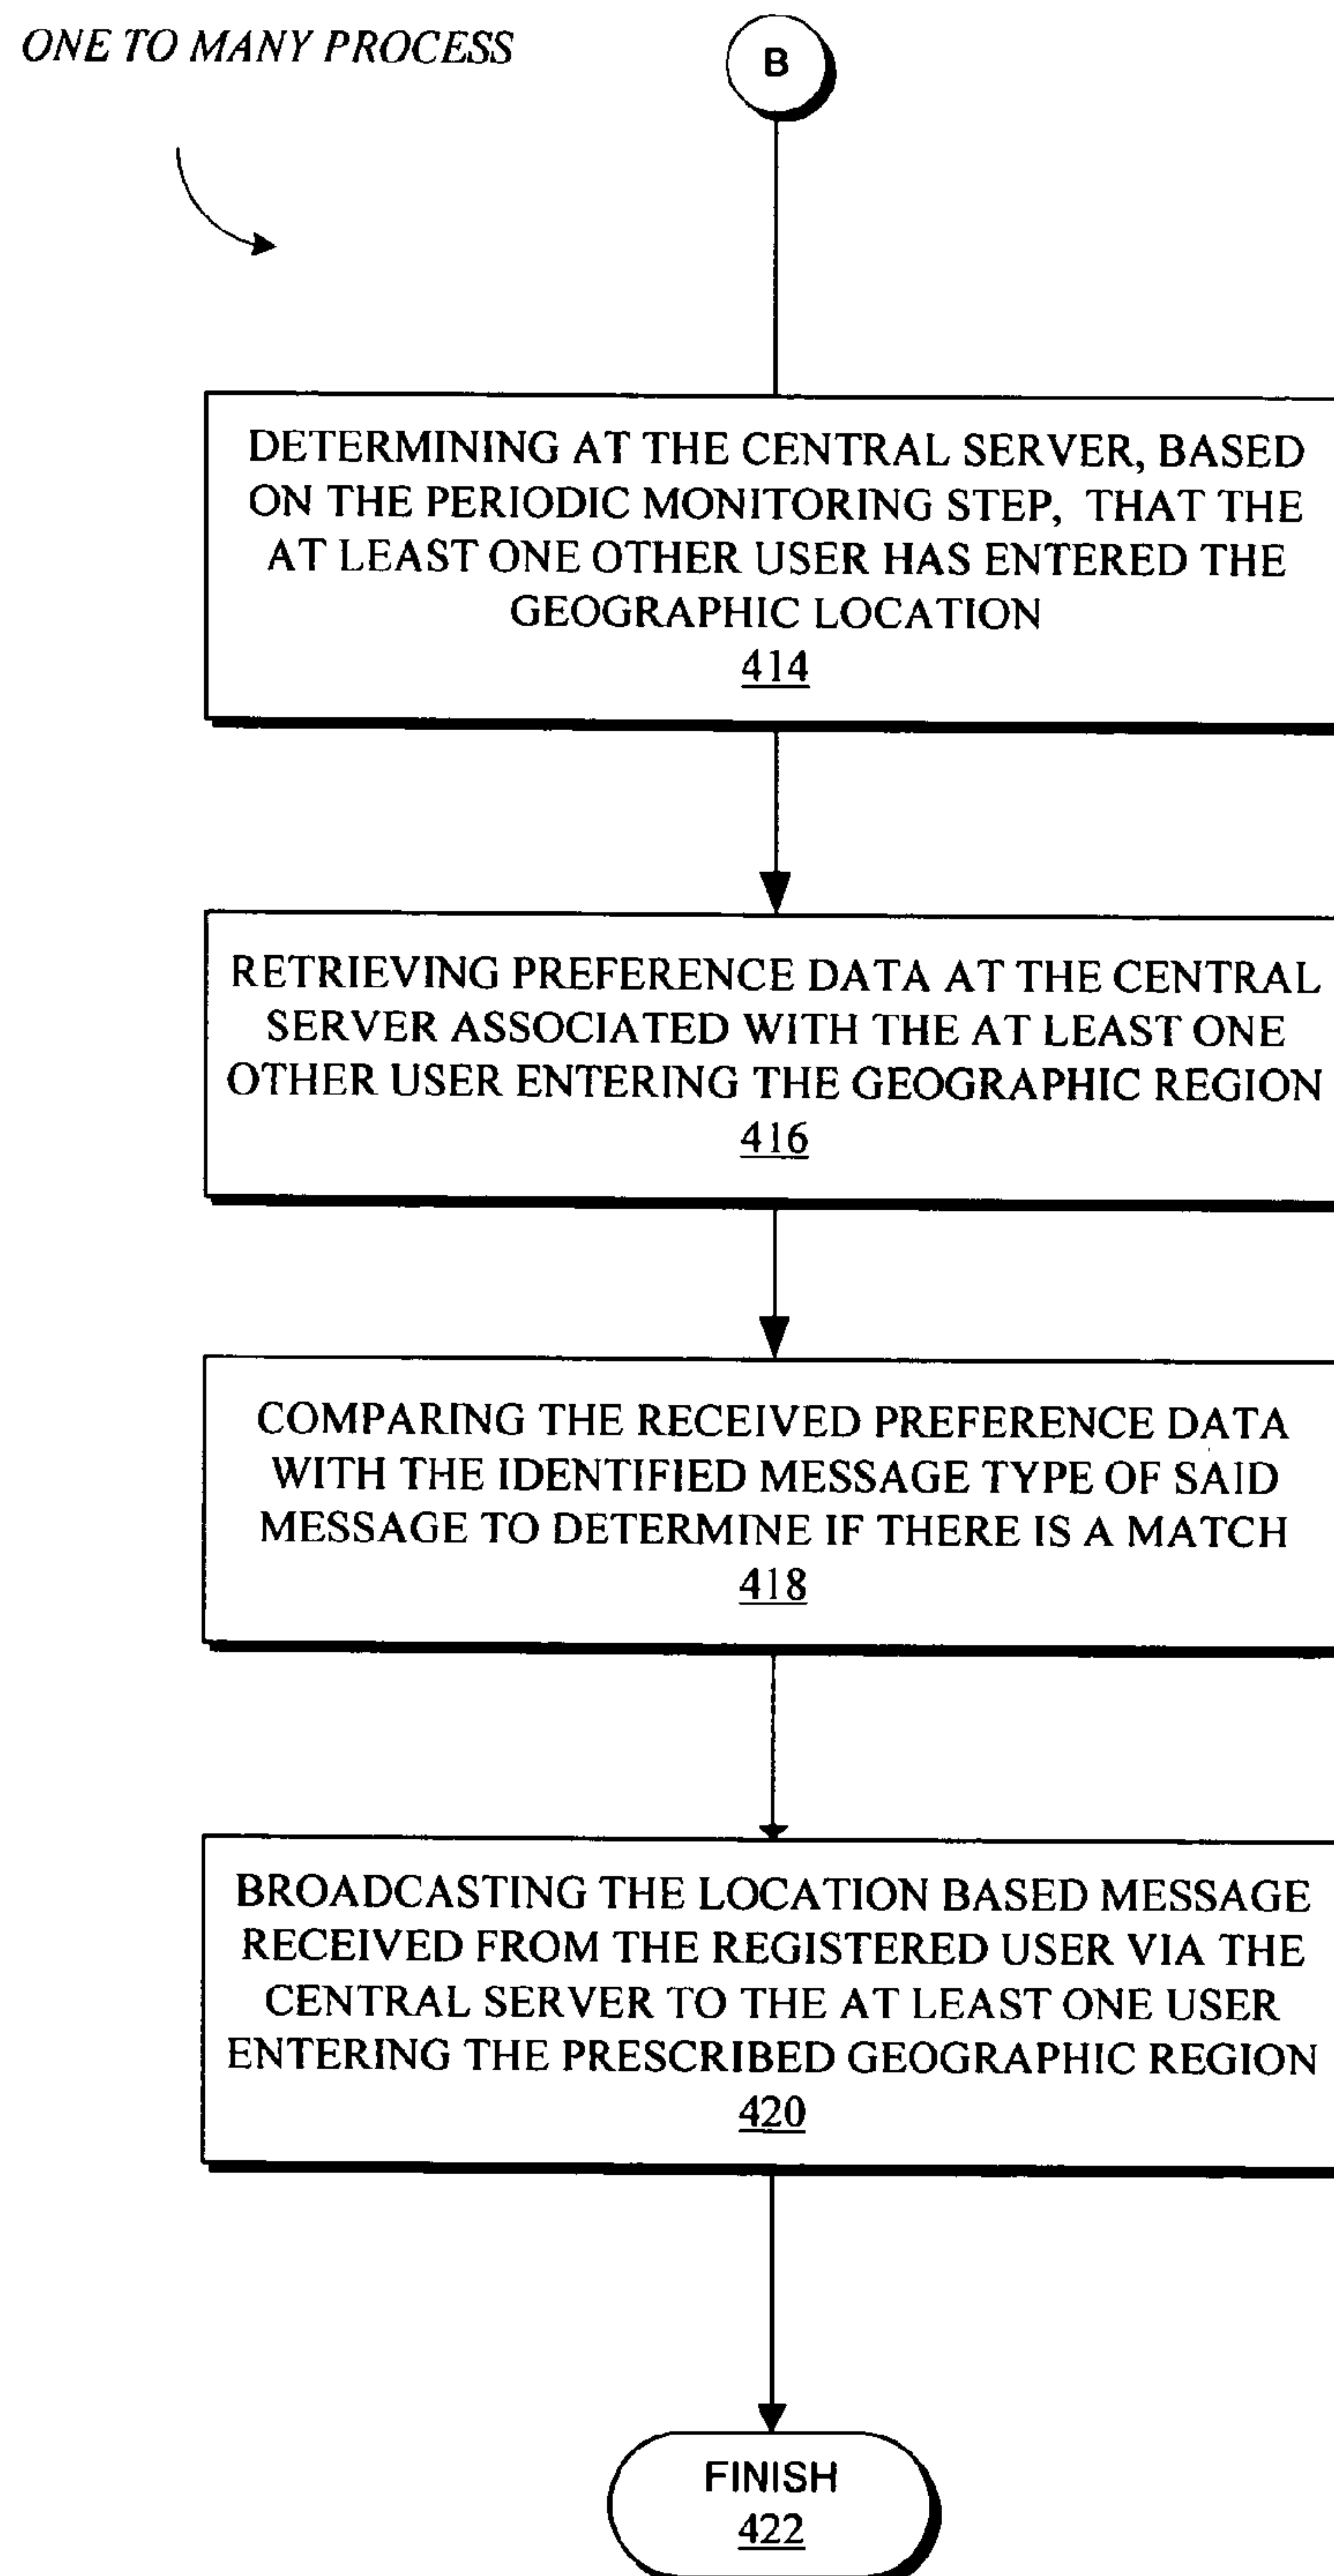 ONE TO MANY PROCESS
B
DETERMINING AT THE CENTRAL SERVER, BASED
ON THE PERIODIC MONITORING STEP, THAT THE
AT LEAST ONE OTHER USER HAS ENTERED THE
GEOGRAPHIC LOCATION
414
RETRIEVING PREFERENCE DATA AT THE CENTRAL
SERVER ASSOCIATED WITH THE AT LEAST ONE
OTHER USER ENTERING THE GEOGRAPHIC REGION
416
COMPARING THE RECEIVED PREFERENCE DATA
WITH THE IDENTIFIED MESSAGE TYPE OF SAID
MESSAGE TO DETERMINE IF THERE IS A MATCH
418
BROADCASTING THE LOCATION BASED MESSAGE
RECEIVED FROM THE REGISTERED USER VIA THE
CENTRAL SERVER TO THE AT LEAST ONE USER
ENTERING THE PRESCRIBED GEOGRAPHIC REGION
420
FINISH
422